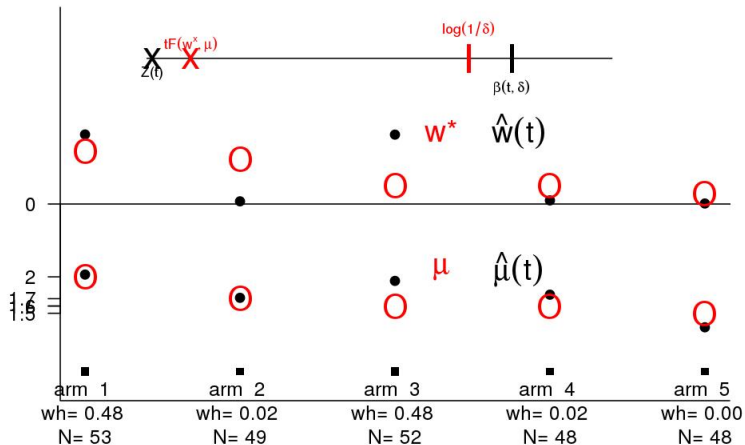 log(1/δ)
tF(w*, μ)
Z(t)
β(t, δ)
w* ŵ(t)
0
μ μ̂(t)
2
1.7
1.5
arm 1 arm 2 arm 3 arm 4 arm 5
wh= 0.48 wh= 0.02 wh= 0.48 wh= 0.02 wh= 0.00
N= 53 N= 49 N= 52 N= 48 N= 48